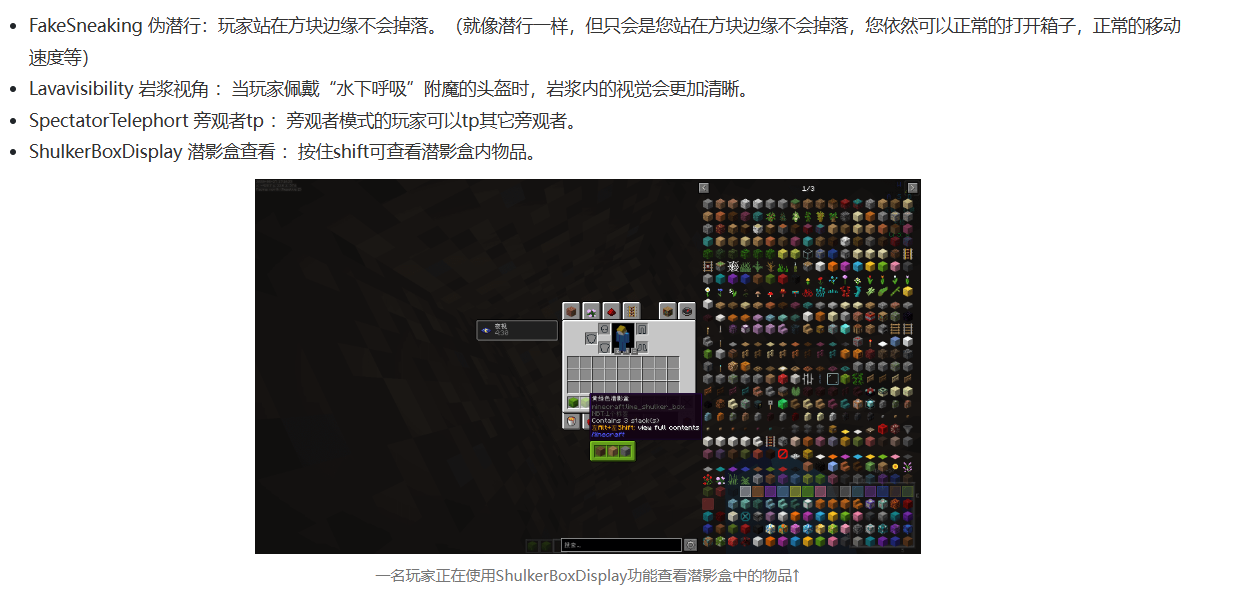 FakeSneaking 伪潜行：玩家站在方块边缘不会掉落。（就像潜行一样，但只会是您站在方块边缘不会掉落，您依然可以正常的打开箱子，正常的移动
速度等）
Lavavisibility 岩浆视角 ：当玩家佩戴“水下呼吸”附魔的头盔时，岩浆内的视觉会更加清晰。
SpectatorTelephort 旁观者tp ：旁观者模式的玩家可以tp其它旁观者。
ShulkerBoxDisplay 潜影盒查看 ：按住shift可查看潜影盒内物品。
1/3
夜视
黄绿色潜影盒
minecraft:lime_shulker_box
Contains 3 stack(s)
左Alt+左Shift: view full contents
Minecraft
搜索...
一名玩家正在使用ShulkerBoxDisplay功能查看潜影盒中的物品↑